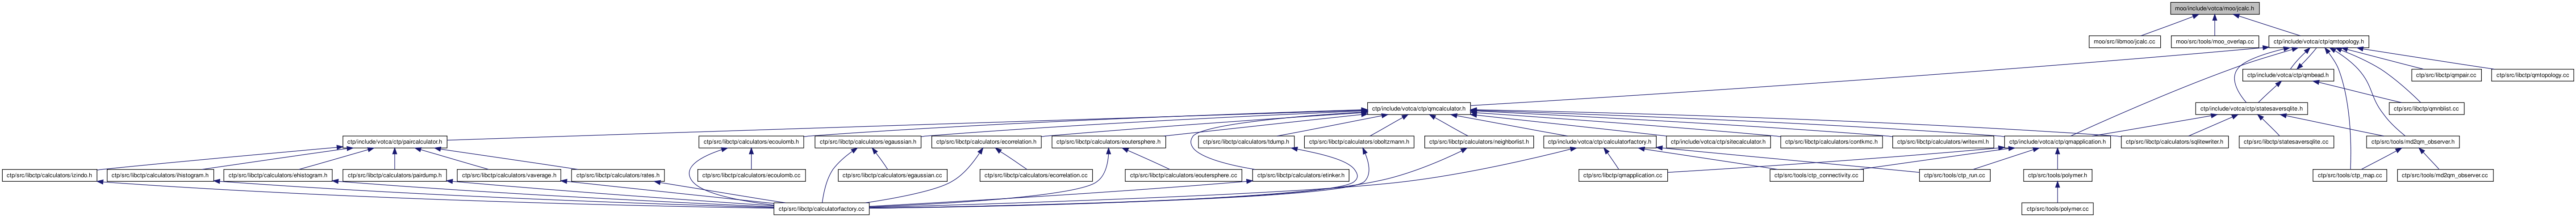 moo/include/votca/moo/jcalc.h
moo/src/libmoo/jcalc.cc
moo/src/tools/moo_overlap.cc
ctp/include/votca/ctp/qmtopology.h
ctp/include/votca/ctp/qmbead.h
ctp/src/libctp/qmpair.cc
ctp/src/libctp/qmtopology.cc
ctp/include/votca/ctp/qmcalculator.h
ctp/include/votca/ctp/statesaversqlite.h
ctp/src/libctp/qmnblist.cc
ctp/include/votca/ctp/paircalculator.h
ctp/src/libctp/calculators/ecoulomb.h
ctp/src/libctp/calculators/egaussian.h
ctp/src/libctp/calculators/ecorrelation.h
ctp/src/libctp/calculators/eoutersphere.h
ctp/src/libctp/calculators/tdump.h
ctp/src/libctp/calculators/oboltzmann.h
ctp/src/libctp/calculators/neighborlist.h
ctp/include/votca/ctp/calculatorfactory.h
ctp/include/votca/ctp/sitecalculator.h
ctp/src/libctp/calculators/contkmc.h
ctp/src/libctp/calculators/writexml.h
ctp/include/votca/ctp/qmapplication.h
ctp/src/libctp/calculators/sqlitewriter.h
ctp/src/libctp/statesaversqlite.cc
ctp/src/tools/md2qm_observer.h
ctp/src/libctp/calculators/izindo.h
ctp/src/libctp/calculators/ihistogram.h
ctp/src/libctp/calculators/ehistogram.h
ctp/src/libctp/calculators/pairdump.h
ctp/src/libctp/calculators/vaverage.h
ctp/src/libctp/calculators/rates.h
ctp/src/libctp/calculators/ecoulomb.cc
ctp/src/libctp/calculators/egaussian.cc
ctp/src/libctp/calculators/ecorrelation.cc
ctp/src/libctp/calculators/eoutersphere.cc
ctp/src/libctp/calculators/etinker.h
ctp/src/libctp/qmapplication.cc
ctp/src/tools/ctp_connectivity.cc
ctp/src/tools/ctp_run.cc
ctp/src/tools/polymer.h
ctp/src/tools/ctp_map.cc
ctp/src/tools/md2qm_observer.cc
ctp/src/libctp/calculatorfactory.cc
ctp/src/tools/polymer.cc